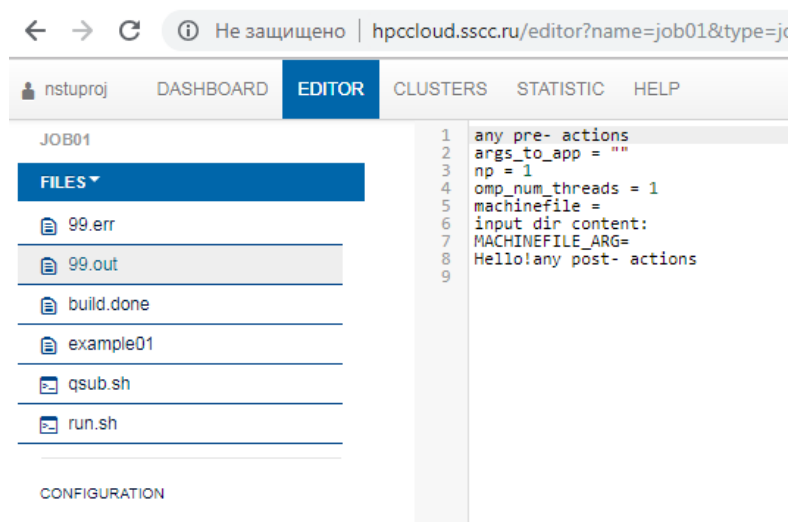 Не защищено | hpccloud.sscc.ru/editor?name=job01&type=jo
nstuproj DASHBOARD EDITOR CLUSTERS STATISTIC HELP
JOB01
FILES
99.err
99.out
build.done
example01
qsub.sh
run.sh
CONFIGURATION
1 any pre- actions
2 args_to_app = ""
3 np = 1
4 omp_num_threads = 1
5 machinefile =
6 input dir content:
7 MACHINEFILE_ARG=
8 Hello!any post- actions
9